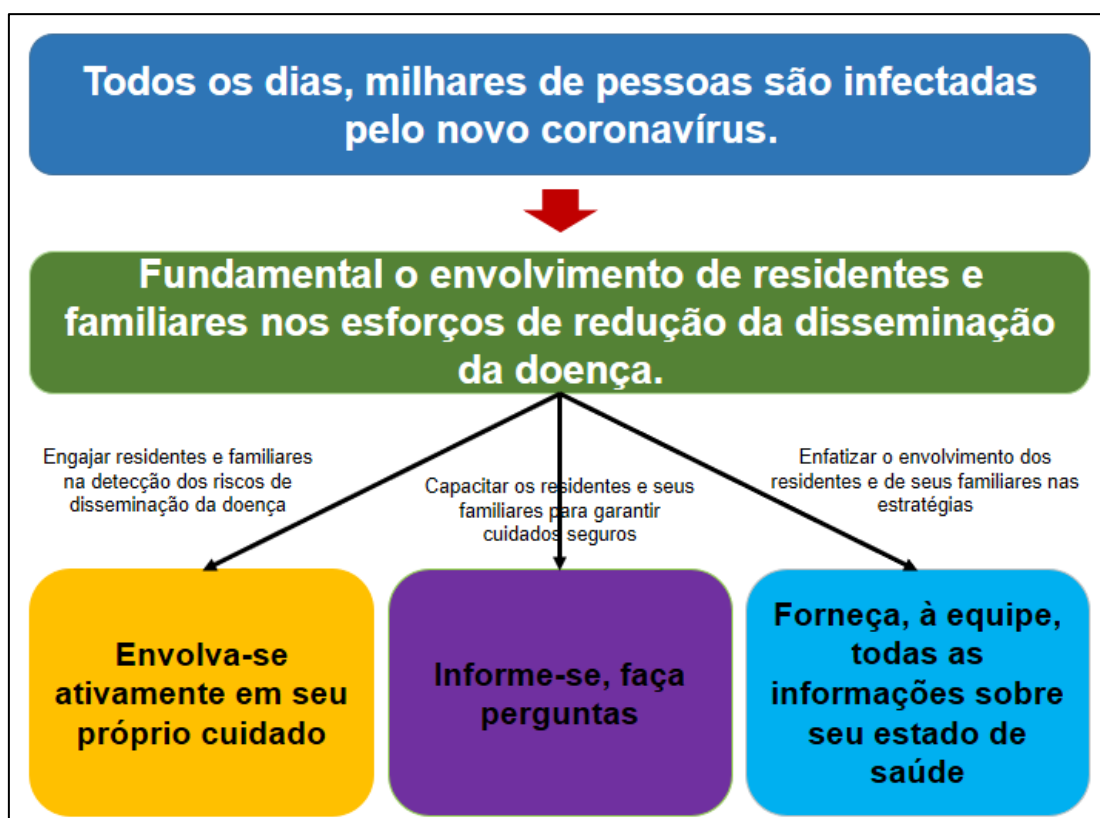 Todos os dias, milhares de pessoas são infectadas
pelo novo coronavírus.
Fundamental o envolvimento de residentes e
familiares nos esforços de redução da disseminação
da doença.
Engajar residentes e familiares
na detecção dos riscos de
disseminação da doença
Capacitar os residentes e seus
familiares para garantir
cuidados seguros
Enfatizar o envolvimento dos
residentes e de seus familiares nas
estratégias
Envolva-se
ativamente em seu
próprio cuidado
Informe-se, faça
perguntas
Forneça, à equipe,
todas as
informações sobre
seu estado de
saúde